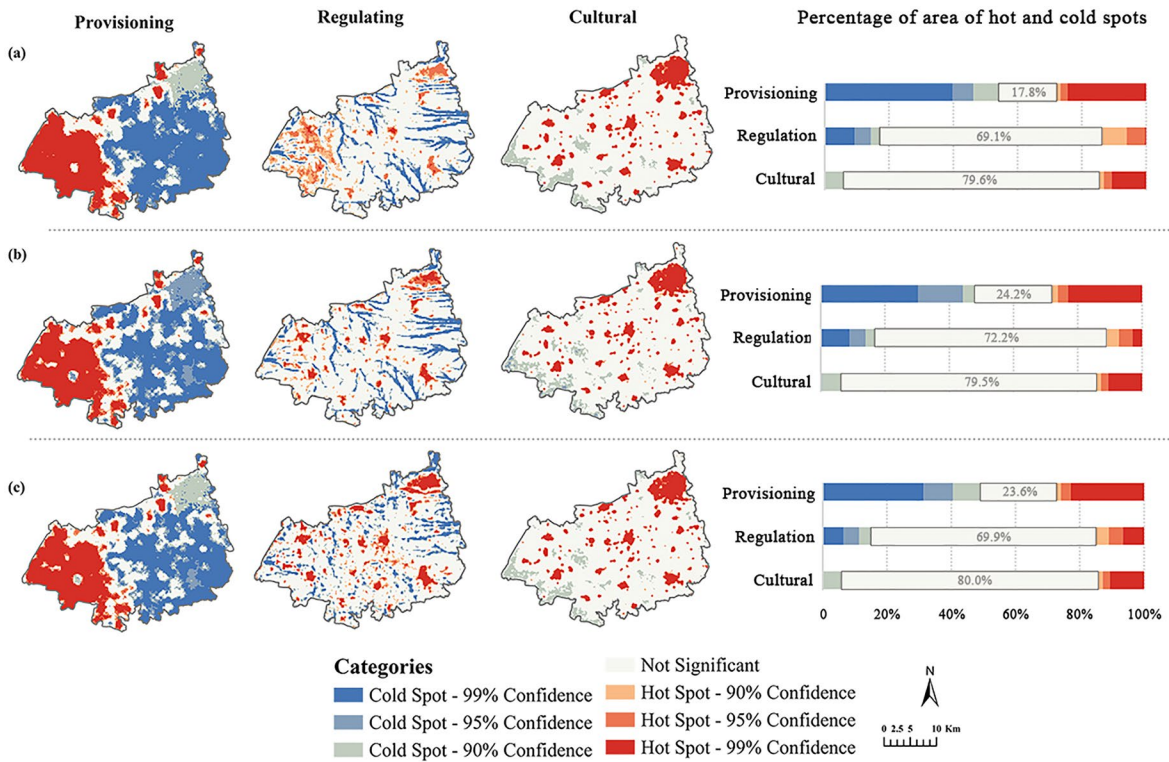 Provisioning Regulating Cultural Percentage of area of hot and cold spots
(a)
Provisioning 17.8%
Regulation 69.1%
Cultural 79.6%
(b)
Provisioning 24.2%
Regulation 72.2%
Cultural 79.5%
(c)
Provisioning 23.6%
Regulation 69.9%
Cultural 80.0%
0 20% 40% 60% 80% 100%
Categories
Cold Spot - 99% Confidence
Cold Spot - 95% Confidence
Cold Spot - 90% Confidence
Not Significant
Hot Spot - 90% Confidence
Hot Spot - 95% Confidence
Hot Spot - 99% Confidence
N
0 2.5 5 10 Km